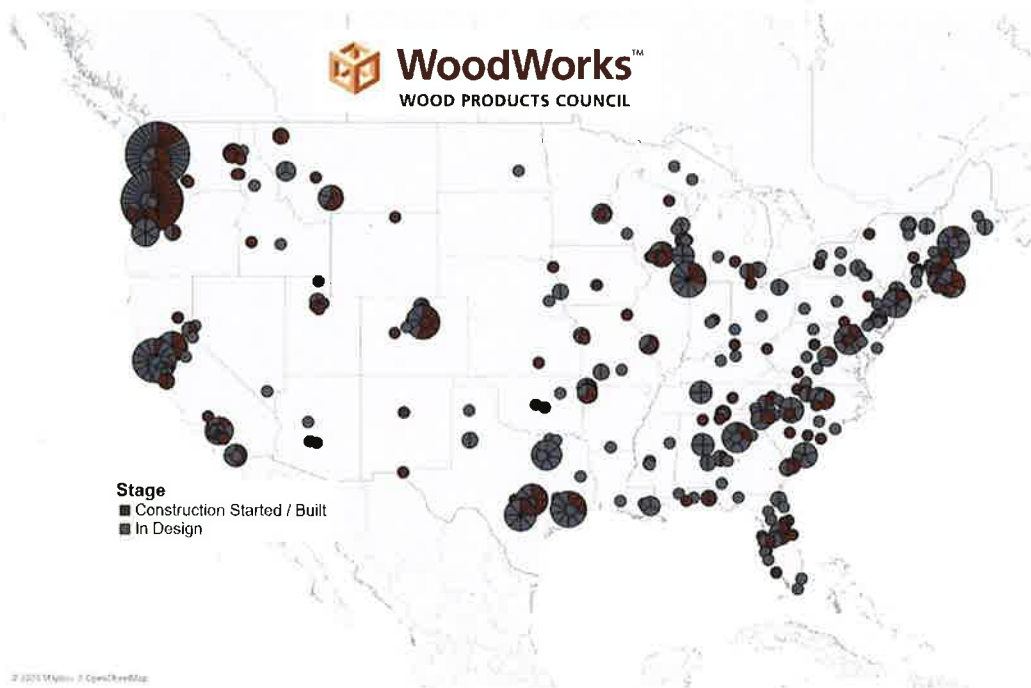 WoodWorks™
WOOD PRODUCTS COUNCIL
Stage
Construction Started / Built
In Design